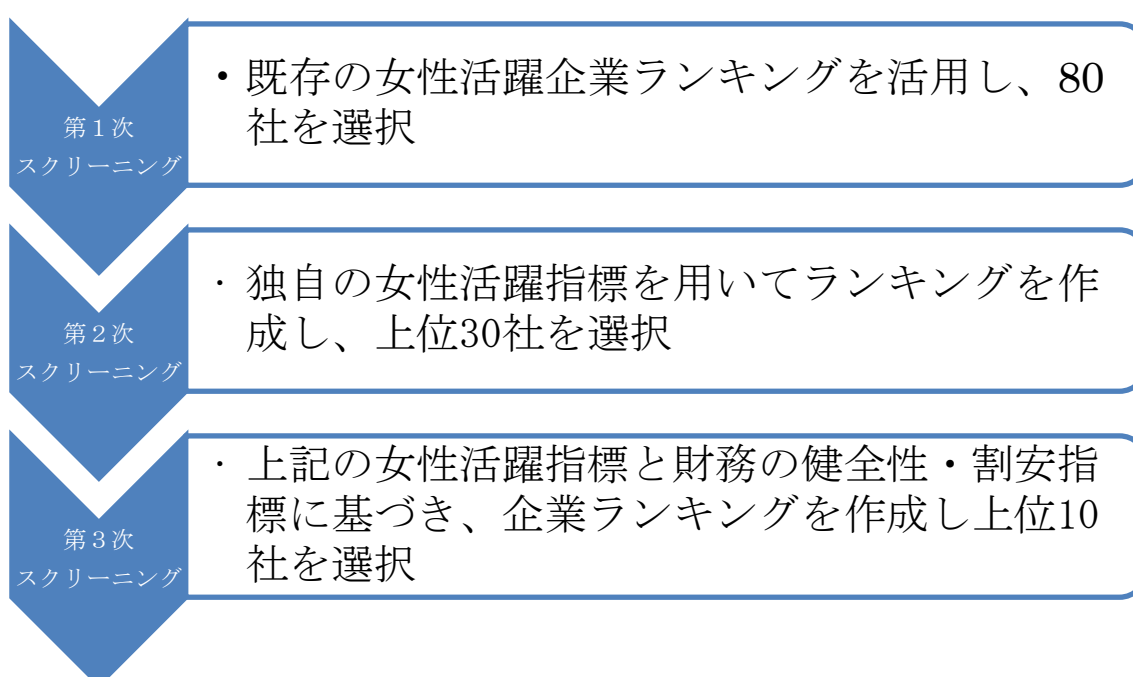 第１次
スクリーニング
・既存の女性活躍企業ランキングを活用し、80
社を選択
第２次
スクリーニング
・独自の女性活躍指標を用いてランキングを作
成し、上位30社を選択
第３次
スクリーニング
・上記の女性活躍指標と財務の健全性・割安指
標に基づき、企業ランキングを作成し上位10
社を選択